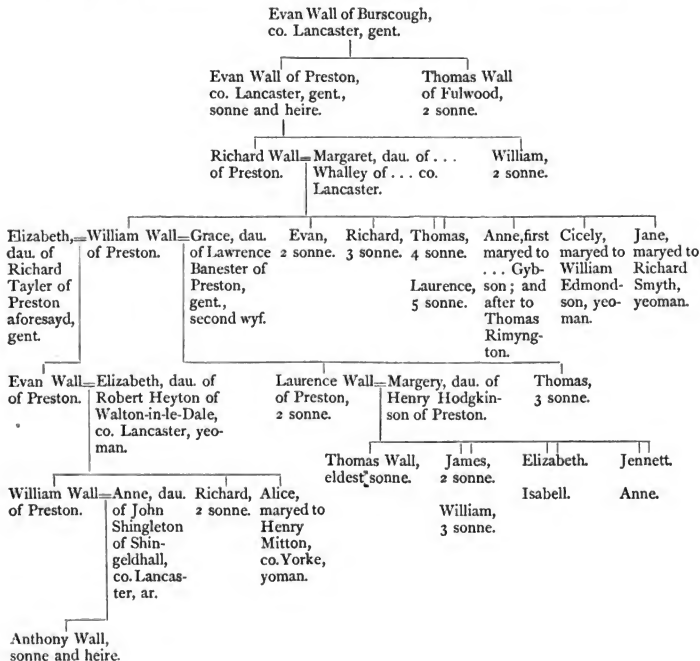 Evan Wall of Burscough,
co. Lancaster, gent.
Evan Wall of Preston,
co. Lancaster, gent.,
sonne and heire.
Thomas Wall
of Fulwood,
2 sonne.
Richard Wall=Margaret, dau. of . . .
of Preston.
Whalley of . . . co.
Lancaster.
William,
2 sonne.
Elizabeth,=William Wall=Grace, dau.
dau. of
Richard
Tayler of
Preston
aforesayd,
gent.
of Preston.
of Lawrence
Banester of
Preston,
gent.,
second wyf.
Evan,
2 sonne.
Richard,
3 sonne.
Thomas,
4 sonne.
Laurence,
5 sonne.
Anne,first
maryed to
. . . Gyb-
son; and
after to
Thomas
Rimyng-
ton.
Cicely,
maryed to
William
Edmond-
son, yeo-
man.
Jane,
maryed to
Richard
Smyth,
yeoman.
Evan Wall=Elizabeth, dau. of
of Preston.
Robert Heyton of
Walton-in-le-Dale,
co. Lancaster, yeo-
man.
Laurence Wall=Margery, dau. of
of Preston,
2 sonne.
Henry Hodgkin-
son of Preston.
Thomas,
3 sonne.
Thomas Wall,
eldest sonne.
James,
2 sonne.
William,
3 sonne.
Elizabeth.
Isabell.
Jennett.
Anne.
William Wall=Anne, dau.
of Preston.
of John
Shingleton
of Shin-
geldhall,
co. Lancas-
ter, ar.
Richard,
2 sonne.
Alice,
maryed to
Henry
Mitton,
co. Yorke,
yoman.
Anthony Wall,
sonne and heire.